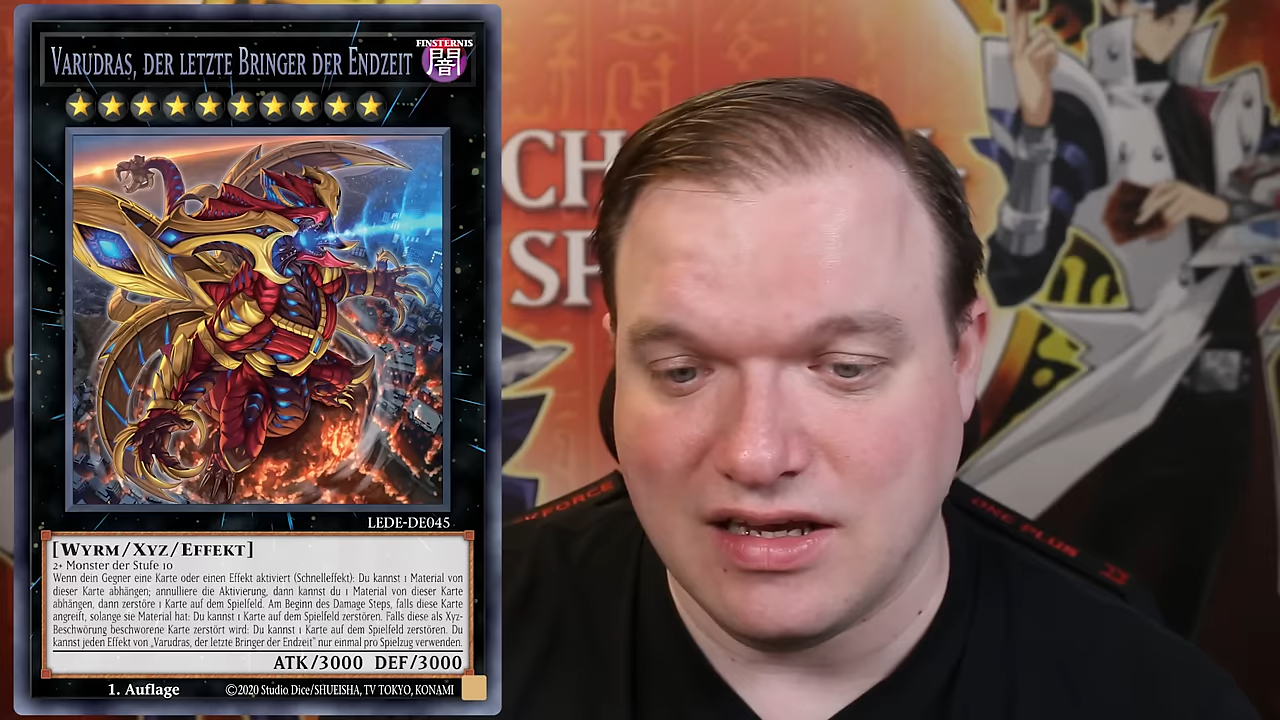 Varudras, der letzte Bringer der Endzeit
FINSTERNIS
闇
LEDE-DE045
[Wyrm/Xyz/Effekt]
2+ Monster der Stufe 10
Wenn dein Gegner eine Karte oder einen Effekt aktiviert (Schnelleffekt): Du kannst 1 Material von
dieser Karte abhängen; annulliere die Aktivierung, dann kannst du 1 Material von dieser Karte
abhängen, dann zerstöre 1 Karte auf dem Spielfeld. Am Beginn des Damage Steps, falls diese Karte
angreift, solange sie Material hat: Du kannst 1 Karte auf dem Spielfeld zerstören. Falls diese als Xyz-
Beschwörung beschworene Karte zerstört wird: Du kannst 1 Karte auf dem Spielfeld zerstören. Du
kannst jeden Effekt von „Varudras, der letzte Bringer der Endzeit" nur einmal pro Spielzug verwenden.
ATK/3000 DEF/3000
1. Auflage
©2020 Studio Dice/SHUEISHA, TV TOKYO, KONAMI
CH
SP
KFORCE
ONE PLUS